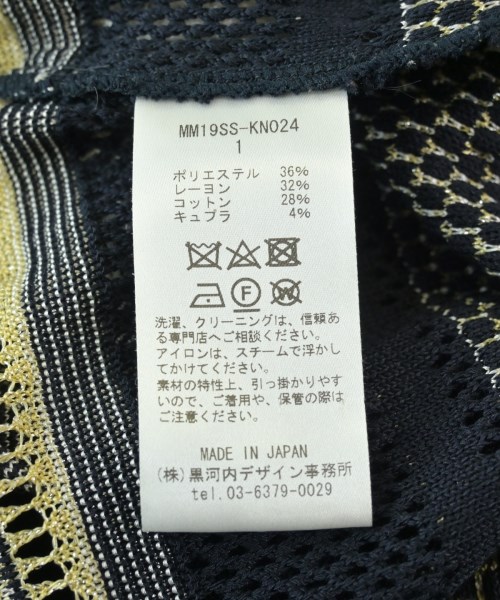 MM19SS-KN024
1
ポリエステル 36%
レーヨン 32%
コットン 28%
キュプラ 4%
F
W
洗濯、クリーニングは、信頼あ
る専門店へご相談ください。
アイロンは、スチームで浮かし
てかけてください。
素材の特性上、引っ掛かりやす
いので、ご着用や、保管の際は
ご注意ください。
MADE IN JAPAN
(株)黒河内デザイン事務所
tel.03-6379-0029